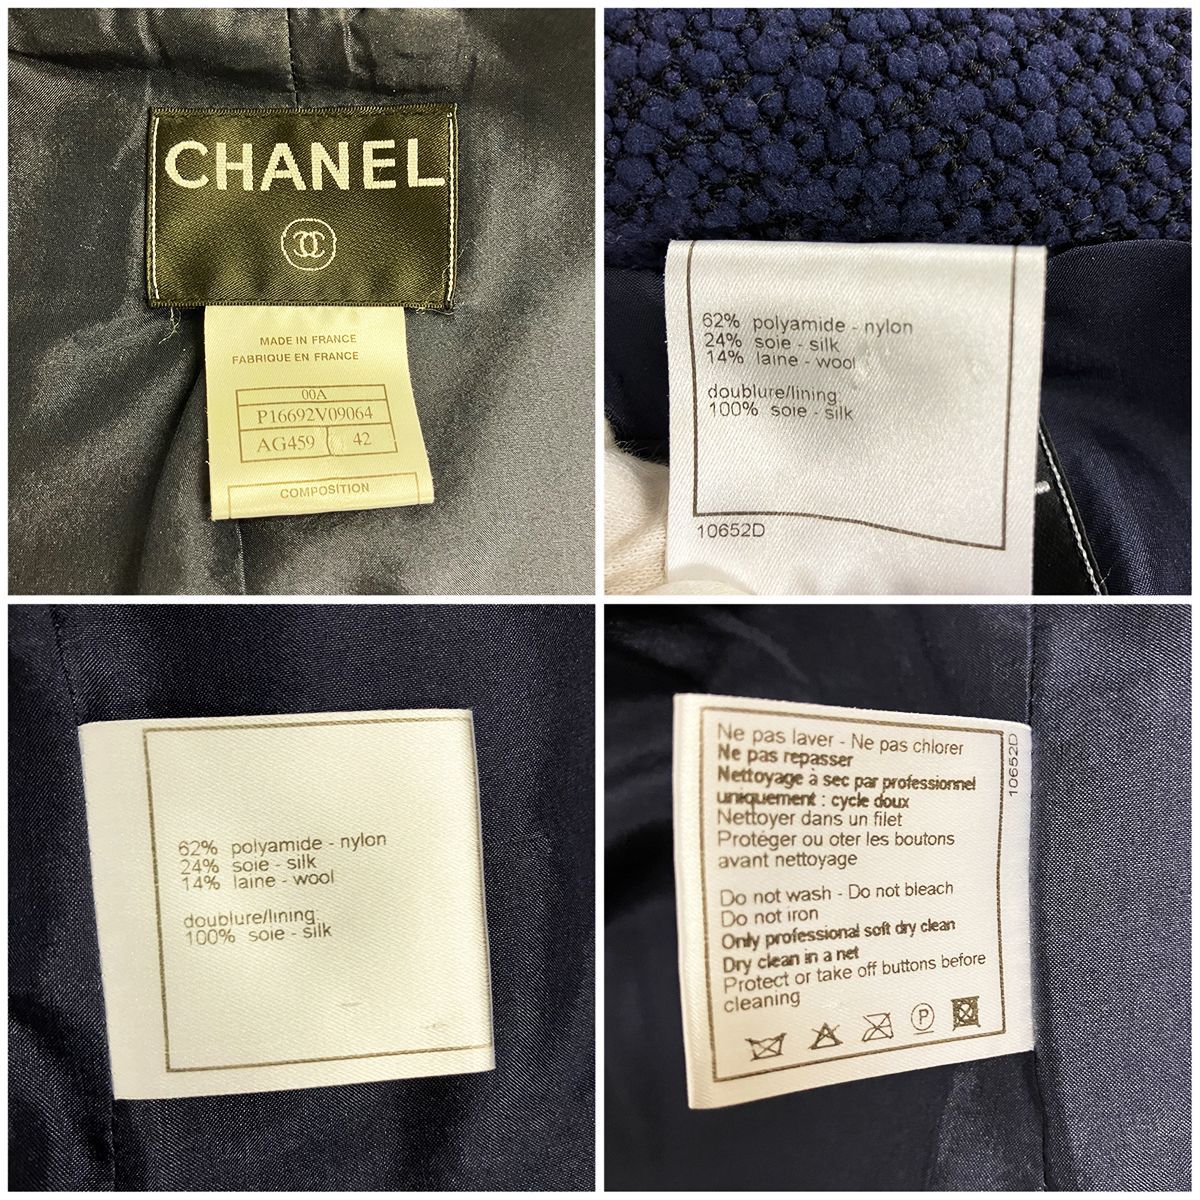 CHANEL
MADE IN FRANCE
FABRIQUE EN FRANCE
00A
P16692V09064
AG459 42
COMPOSITION
62% polyamide - nylon
24% soie - silk
14% laine - wool
doublure/lining:
100% soie - silk
10652D
62% polyamide - nylon
24% soie - silk
14% laine - wool
doublure/lining:
100% soie - silk
Ne pas laver - Ne pas chlorer
Ne pas repasser
Nettoyage à sec par professionnel
uniquement : cycle doux
Nettoyer dans un filet
Protéger ou oter les boutons
avant nettoyage
Do not wash - Do not bleach
Do not iron
Only professional soft dry clean
Dry clean in a net
Protect or take off buttons before
cleaning
P
10652D